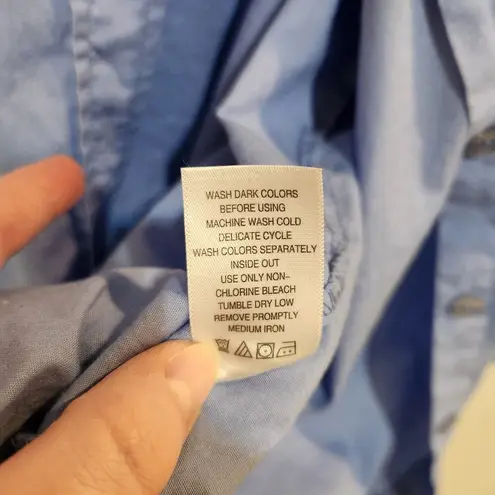 WASH DARK COLORS
BEFORE USING
MACHINE WASH COLD
DELICATE CYCLE
WASH COLORS SEPARATELY
INSIDE OUT
USE ONLY NON-
CHLORINE BLEACH
TUMBLE DRY LOW
REMOVE PROMPTLY
MEDIUM IRON